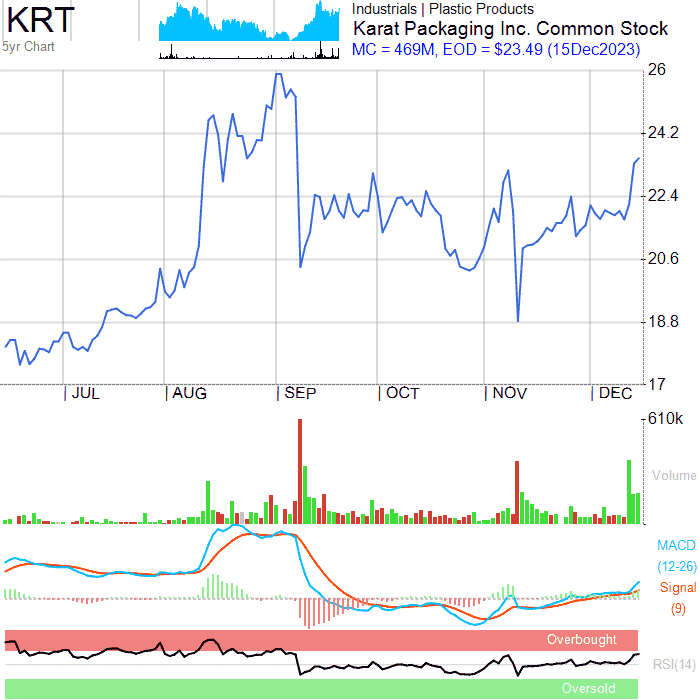 KRT
5yr Chart
Industrials | Plastic Products
Karat Packaging Inc. Common Stock
MC = 469M, EOD = $23.49 (15Dec2023)
26
24.2
22.4
20.6
18.8
17
JUL
AUG
SEP
OCT
NOV
DEC
610k
Volume
MACD
(12-26)
Signal
(9)
Overbought
RSI(14)
Oversold